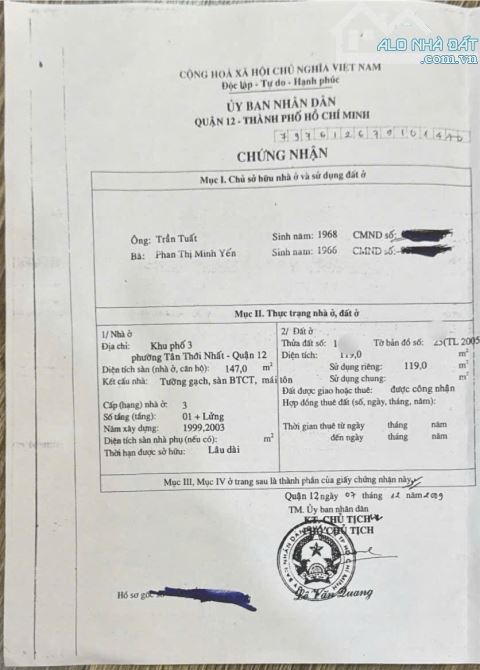 ALO NHÀ ĐẤT
.com.vn
CỘNG HOÀ XÃ HỘI CHỦ NGHĨA VIỆT NAM
Độc lập - Tự do - Hạnh phúc
ỦY BAN NHÂN DÂN
QUẬN 12 - THÀNH PHỐ HỒ CHÍ MINH
CHỨNG NHẬN
Mục I. Chủ sở hữu nhà ở và sử dụng đất ở
Ông: Trần Tuất Sinh năm: 1968 CMND số:
Bà: Phan Thị Minh Yến Sinh năm: 1966 CMND số:
Mục II. Thực trạng nhà ở, đất ở
1/ Nhà ở
Địa chỉ: Khu phố 3
phường Tân Thới Nhất - Quận 12
Diện tích sàn (nhà ở, căn hộ): 147,0 m²
Kết cấu nhà: Tường gạch, sàn BTCT, mái tôn
Cấp (hạng) nhà ở: 3
Số tầng (tầng): 01 + Lửng
Năm xây dựng: 1999,2003
Diện tích sàn nhà phụ (nếu có): m²
Thời hạn được sở hữu: Lâu dài
2/ Đất ở
Thửa đất số: Tờ bản đồ số: (TL 2005
Diện tích: 119,0 m²
Sử dụng riêng: 119,0 m²
Sử dụng chung: m²
Đất được giao hoặc thuê: được công nhận
Hợp đồng thuê đất (số, ngày, tháng, năm):
Thời gian thuê từ ngày tháng năm
đến ngày tháng năm
Mục III, Mục IV ở trang sau là thành phần của giấy chứng nhận này
Quận 12 ngày 07 tháng 12 năm 2009
TM. Ủy ban nhân dân
KT. CHỦ TỊCH
PHÓ CHỦ TỊCH
Lê Văn Quang
Hồ sơ gốc